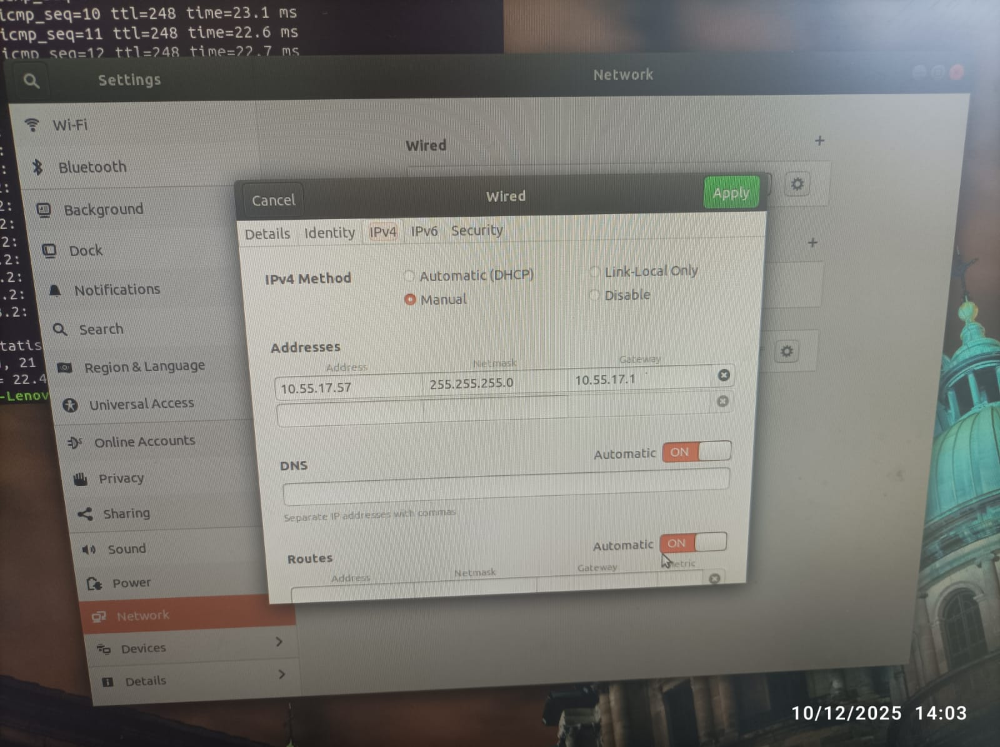 icmp_seq=10 ttl=248 time=23.1 ms
icmp_seq=11 ttl=248 time=22.6 ms
icmp_seq=12 ttl=248 time=22.7 ms
Settings
Network
Wi-Fi
Bluetooth
Background
Dock
Notifications
Search
Region & Language
Universal Access
Online Accounts
Privacy
Sharing
Sound
Power
Network
Devices
Details
2:
2:
2:
2:
.2:
.2:
.2:
.2:
tatis
, 21
= 22.4
-Lenov
Wired
Cancel
Wired
Apply
Details Identity IPv4 IPv6 Security
IPv4 Method
Automatic (DHCP)
Link-Local Only
Manual
Disable
Addresses
Address Netmask Gateway
10.55.17.57 255.255.255.0 10.55.17.1
DNS
Automatic ON
Separate IP addresses with commas
Routes
Automatic ON
Address Netmask Gateway Metric
10/12/2025 14:03